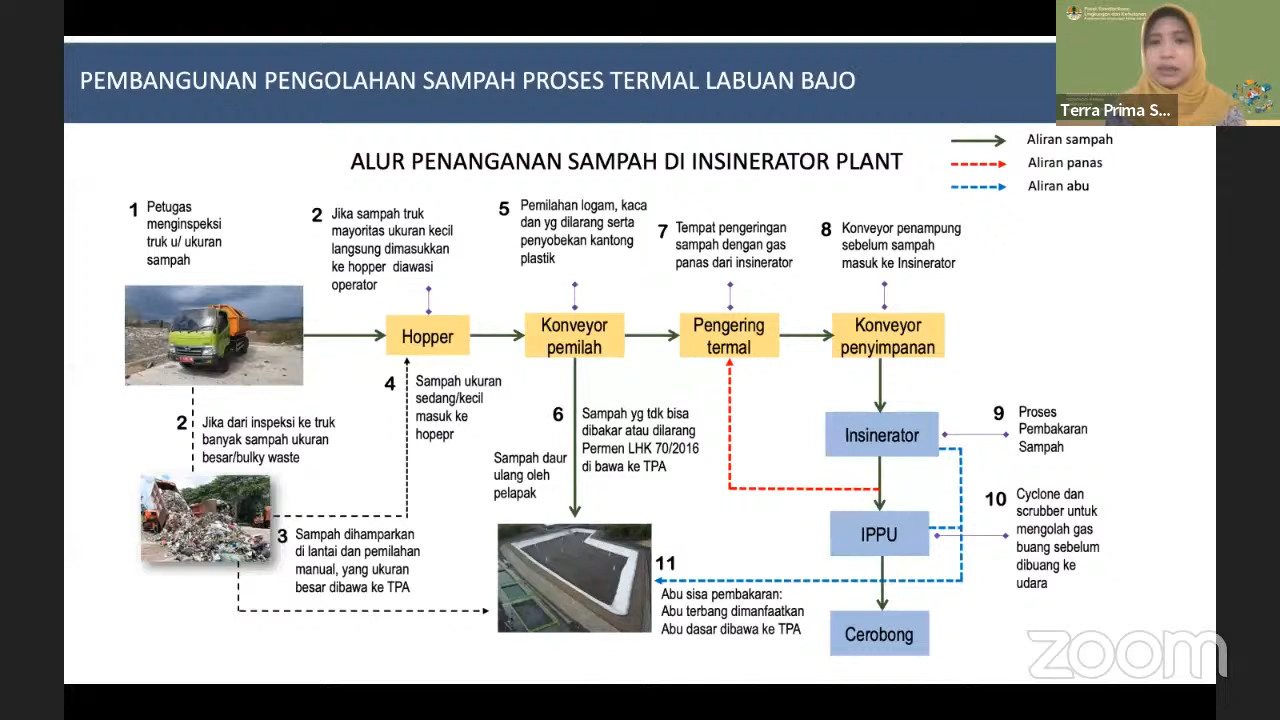 PEMBANGUNAN PENGOLAHAN SAMPAH PROSES TERMAL LABUAN BAJO
Terra Prima S...
ALUR PENANGANAN SAMPAH DI INSINERATOR PLANT
Aliran sampah
Aliran panas
Aliran abu
1
Petugas
menginspeksi
truk u/ ukuran
sampah
2
Jika sampah truk
mayoritas ukuran kecil
langsung dimasukkan
ke hopper diawasi
operator
5
Pemilahan logam, kaca
dan yg dilarang serta
penyobekan kantong
plastik
7
Tempat pengeringan
sampah dengan gas
panas dari insinerator
8
Konveyor penampung
sebelum sampah
masuk ke Insinerator
Hopper
Konveyor
pemilah
Pengering
termal
Konveyor
penyimpanan
2
Jika dari inspeksi ke truk
banyak sampah ukuran
besar/bulky waste
4
Sampah ukuran
sedang/kecil
masuk ke
hopepr
6
Sampah yg tdk bisa
dibakar atau dilarang
Permen LHK 70/2016
di bawa ke TPA
Sampah daur
ulang oleh
pelapak
Insinerator
9
Proses
Pembakaran
Sampah
3
Sampah dihamparkan
di lantai dan pemilahan
manual, yang ukuran
besar dibawa ke TPA
IPPU
10
Cyclone dan
scrubber untuk
mengolah gas
buang sebelum
dibuang ke
udara
11
Abu sisa pembakaran:
Abu terbang dimanfaatkan
Abu dasar dibawa ke TPA
Cerobong
zoom